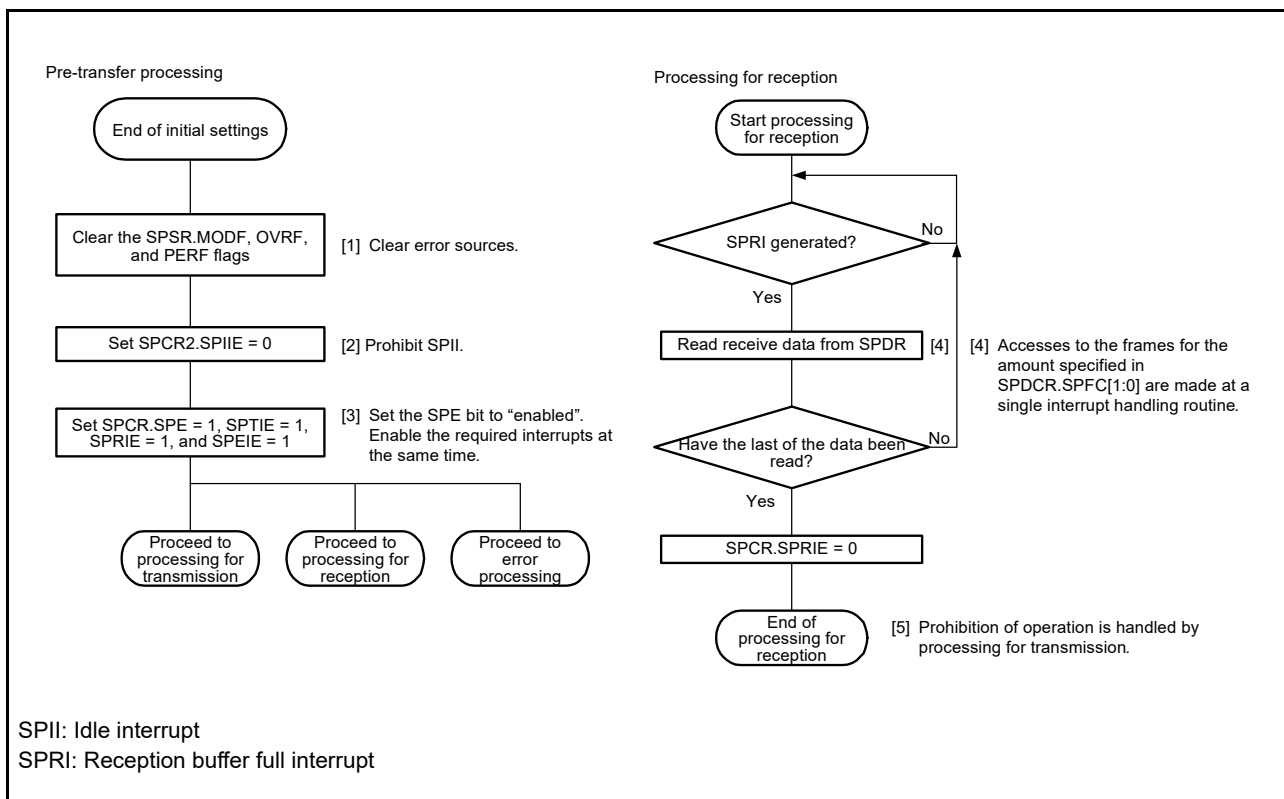 Pre-transfer processing
End of initial settings
Clear the SPSR.MODF, OVRF,
and PERF flags
[1] Clear error sources.
Set SPCR2.SPIIE = 0
[2] Prohibit SPII.
Set SPCR.SPE = 1, SPTIE = 1,
SPRIE = 1, and SPEIE = 1
[3] Set the SPE bit to “enabled”.
Enable the required interrupts at
the same time.
Proceed to
processing for
transmission
Proceed to
processing for
reception
Proceed to
error
processing
Processing for reception
Start processing
for reception
SPRI generated?
No
Yes
Read receive data from SPDR
[4]
[4] Accesses to the frames for the
amount specified in
SPDCR.SPFC[1:0] are made at a
single interrupt handling routine.
Have the last of the data been
read?
No
Yes
SPCR.SPRIE = 0
End of
processing for
reception
[5] Prohibition of operation is handled by
processing for transmission.
SPII: Idle interrupt
SPRI: Reception buffer full interrupt